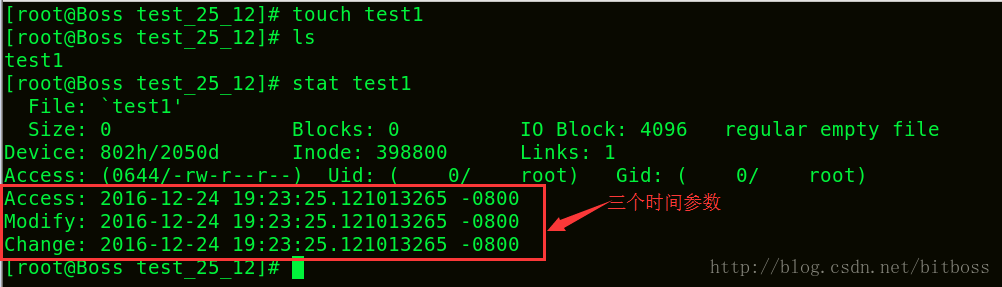 [root@Boss test_25_12]# touch test1
[root@Boss test_25_12]# ls
test1
[root@Boss test_25_12]# stat test1
  File: `test1'
  Size: 0               Blocks: 0          IO Block: 4096   regular empty file
Device: 802h/2050d      Inode: 398800      Links: 1
Access: (0644/-rw-r--r--)  Uid: (    0/    root)   Gid: (    0/    root)
Access: 2016-12-24 19:23:25.121013265 -0800
三个时间参数
Modify: 2016-12-24 19:23:25.121013265 -0800
Change: 2016-12-24 19:23:25.121013265 -0800
[root@Boss test_25_12]#
http://blog.csdn.net/bitboss